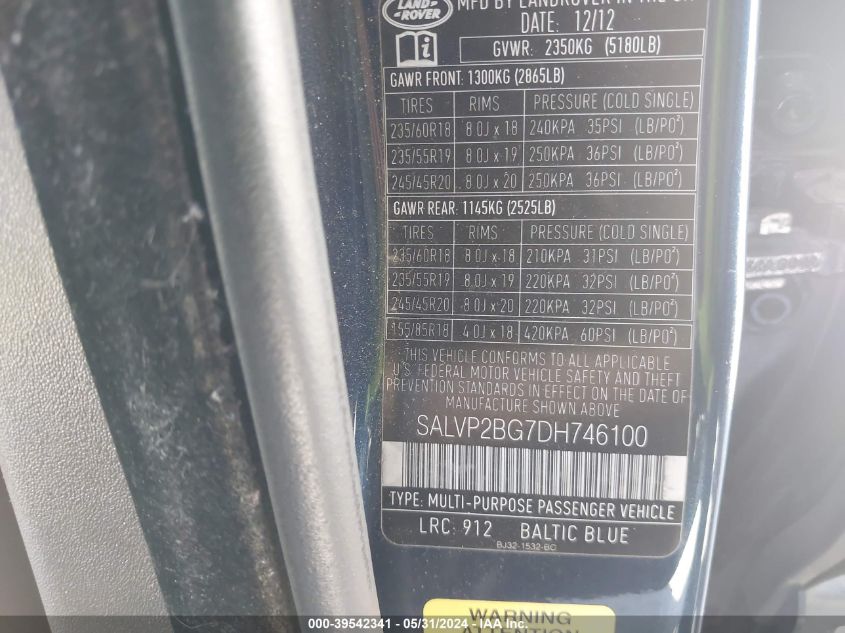 LAND-
ROVER
MFD BY LANDROVER IN THE
DATE: 12/12
i
GVWR: 2350KG (5180LB)
GAWR FRONT: 1300KG (2865LB)
TIRES RIMS PRESSURE (COLD SINGLE)
235/60R18 8.0J x 18 240KPA 35PSI (LB/PO²)
235/55R19 8.0J x 19 250KPA 36PSI (LB/PO²)
245/45R20 8.0J x 20 250KPA 36PSI (LB/PO²)
GAWR REAR: 1145KG (2525LB)
TIRES RIMS PRESSURE (COLD SINGLE)
235/60R18 8.0J x 18 210KPA 31PSI (LB/PO²)
235/55R19 8.0J x 19 220KPA 32PSI (LB/PO²)
245/45R20 8.0J x 20 220KPA 32PSI (LB/PO²)
155/85R18 4.0J x 18 420KPA 60PSI (LB/PO²)
THIS VEHICLE CONFORMS TO ALL APPLICABLE
U.S. FEDERAL MOTOR VEHICLE SAFETY AND THEFT
PREVENTION STANDARDS IN EFFECT ON THE DATE
OF MANUFACTURE SHOWN ABOVE
SALVP2BG7DH746100
TYPE: MULTI-PURPOSE PASSENGER VEHICLE
LRC: 912 BALTIC BLUE
BJ32-1532-BC
WARNING
ATTENTION
000-39542341 - 05/31/2024 - IAA Inc.